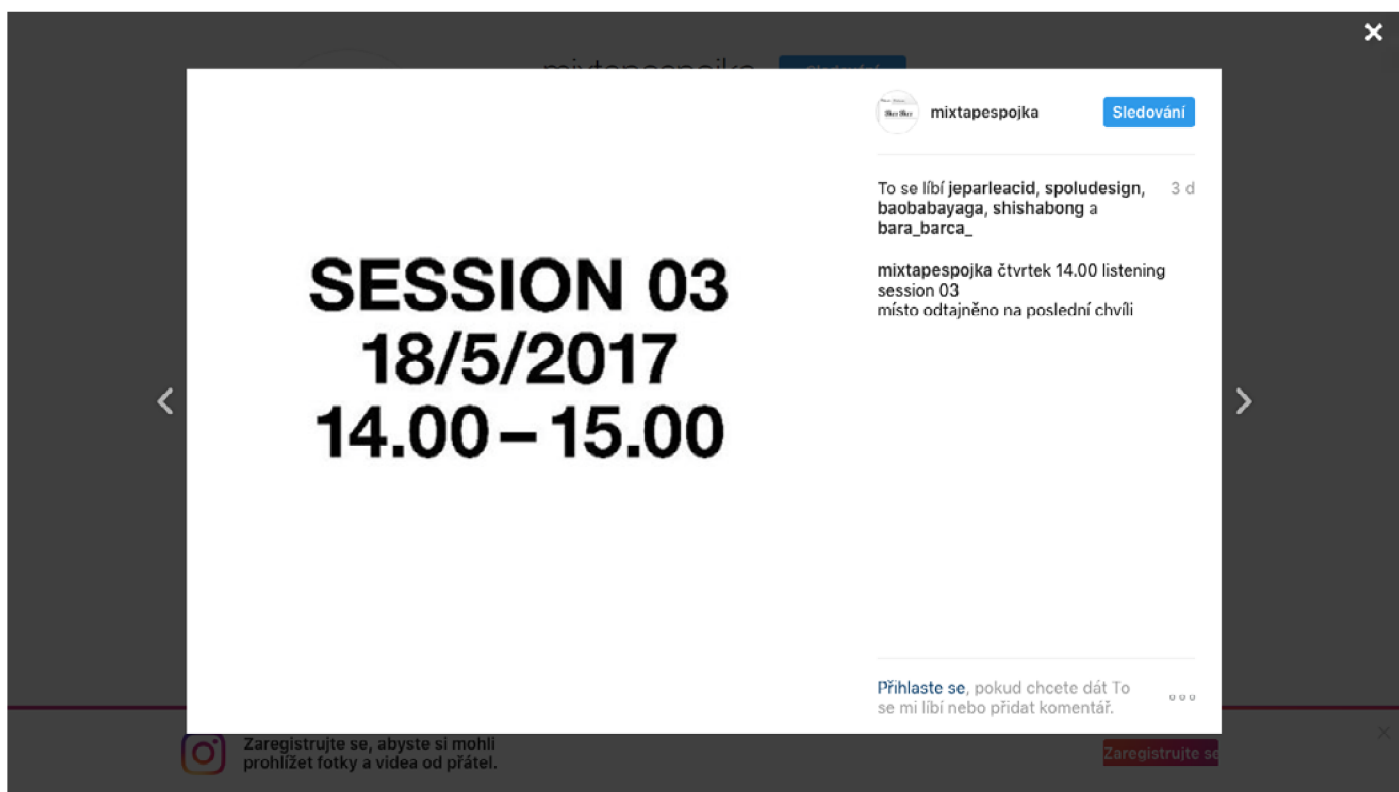 mixtapespojka
SESSION 03
18/5/2017
14.00 – 15.00
mixtapespojka
Sledování
To se líbí jeparleacid, spoludesign, 3 d
baobabayaga, shishabong a
bara_barca_
mixtapespojka čtvrtek 14.00 listening
session 03
místo odtajněno na poslední chvíli
Přihlaste se, pokud chcete dát To
se mi líbí nebo přidat komentář.
Zaregistrujte se, abyste si mohli
prohlížet fotky a videa od přátel.
Zaregistrujte se